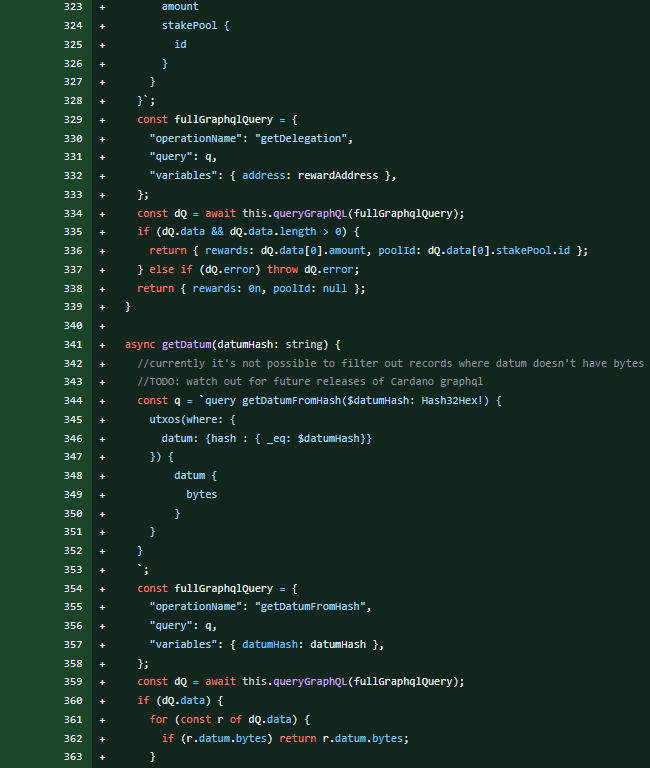 323 + amount
324 + stakePool {
325 + id
326 + }
327 + }
328 + }`;
329 + const fullGraphqlQuery = {
330 + "operationName": "getDelegation",
331 + "query": q,
332 + "variables": { address: rewardAddress },
333 + };
334 + const dQ = await this.queryGraphQL(fullGraphqlQuery);
335 + if (dQ.data && dQ.data.length > 0) {
336 + return { rewards: dQ.data[0].amount, poolId: dQ.data[0].stakePool.id };
337 + } else if (dQ.error) throw dQ.error;
338 + return { rewards: 0n, poolId: null };
339 + }
340 +
341 + async getDatum(datumHash: string) {
342 + //currently it's not possible to filter out records where datum doesn't have bytes
343 + //TODO: watch out for future releases of Cardano graphql
344 + const q = `query getDatumFromHash($datumHash: Hash32Hex!) {
345 + utxos(where: {
346 + datum: {hash : { _eq: $datumHash}}
347 + }) {
348 + datum {
349 + bytes
350 + }
351 + }
352 + }
353 + `;
354 + const fullGraphqlQuery = {
355 + "operationName": "getDatumFromHash",
356 + "query": q,
357 + "variables": { datumHash: datumHash },
358 + };
359 + const dQ = await this.queryGraphQL(fullGraphqlQuery);
360 + if (dQ.data) {
361 + for (const r of dQ.data) {
362 + if (r.datum.bytes) return r.datum.bytes;
363 + }